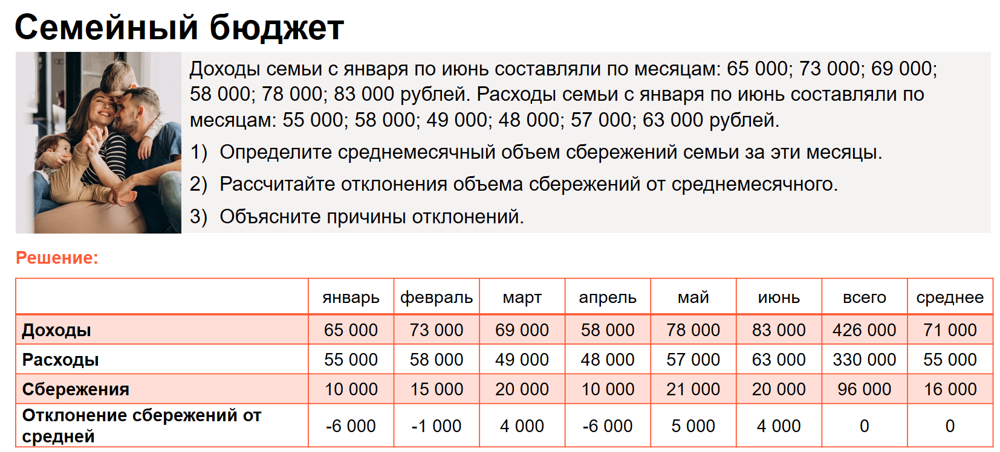 Семейный бюджет
Доходы семьи с января по июнь составляли по месяцам: 65 000; 73 000; 69 000;
58 000; 78 000; 83 000 рублей. Расходы семьи с января по июнь составляли по
месяцам: 55 000; 58 000; 49 000; 48 000; 57 000; 63 000 рублей.
1) Определите среднемесячный объем сбережений семьи за эти месяцы.
2) Рассчитайте отклонения объема сбережений от среднемесячного.
3) Объясните причины отклонений.
Решение:
январь февраль март апрель май июнь всего среднее
Доходы 65 000 73 000 69 000 58 000 78 000 83 000 426 000 71 000
Расходы 55 000 58 000 49 000 48 000 57 000 63 000 330 000 55 000
Сбережения 10 000 15 000 20 000 10 000 21 000 20 000 96 000 16 000
Отклонение сбережений от
средней -6 000 -1 000 4 000 -6 000 5 000 4 000 0 0